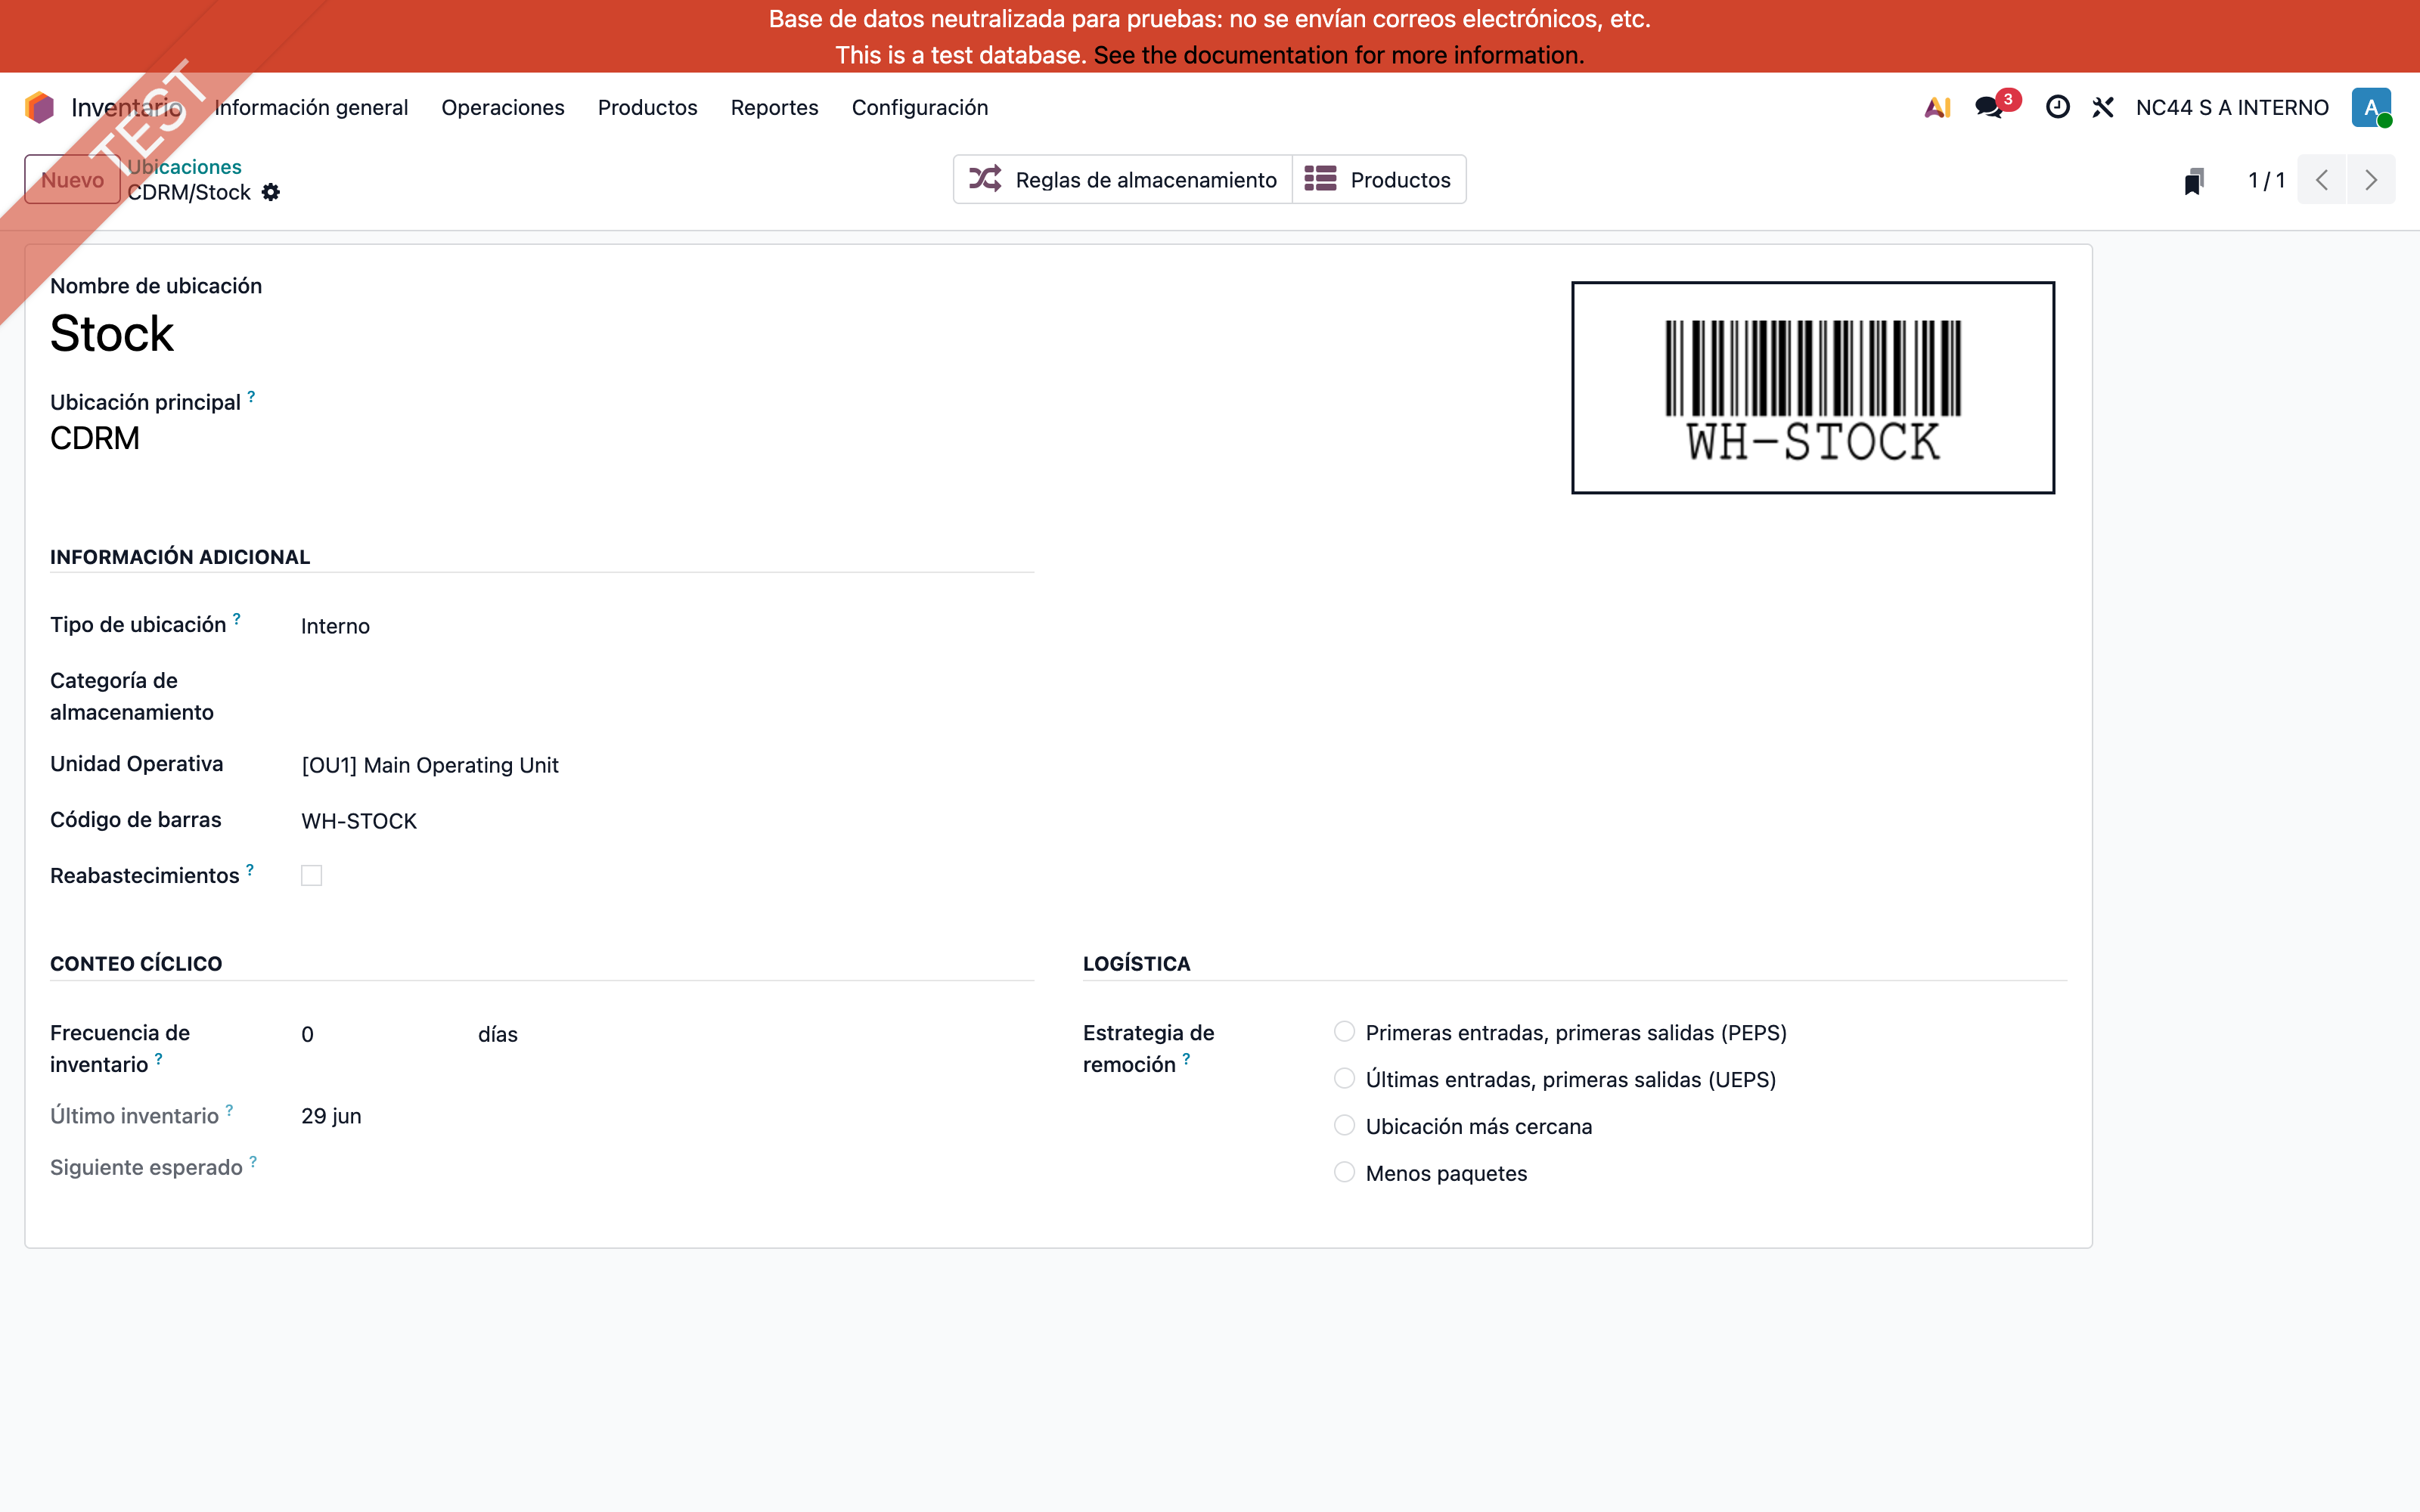 Base de datos neutralizada para pruebas: no se envían correos electrónicos, etc.
This is a test database. See the documentation for more information.
TEST
Inventario Información general Operaciones Productos Reportes Configuración
AI 3 NC44 S A INTERNO A
Nuevo
Ubicaciones
CDRM/Stock
Reglas de almacenamiento Productos
1 / 1
Nombre de ubicación
Stock
Ubicación principal ?
CDRM
WH-STOCK
INFORMACIÓN ADICIONAL
Tipo de ubicación ? Interno
Categoría de
almacenamiento
Unidad Operativa [OU1] Main Operating Unit
Código de barras WH-STOCK
Reabastecimientos ?
CONTEO CÍCLICO
Frecuencia de
inventario ? 0 días
Último inventario ? 29 jun
Siguiente esperado ?
LOGÍSTICA
Estrategia de
remoción ?
Primeras entradas, primeras salidas (PEPS)
Últimas entradas, primeras salidas (UEPS)
Ubicación más cercana
Menos paquetes